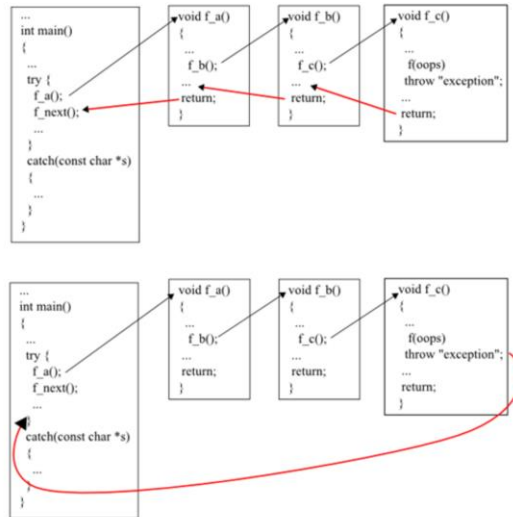 ...
int main()
{
...
try {
f_a();
f_next();
...
}
catch(const char *s)
{
...
}
}
void f_a()
{
...
f_b();
...
return;
}
void f_b()
{
...
f_c();
...
return;
}
void f_c()
{
...
f(oops)
throw "exception";
...
return;
}
...
int main()
{
...
try {
f_a();
f_next();
...
}
catch(const char *s)
{
...
}
}
void f_a()
{
...
f_b();
...
return;
}
void f_b()
{
...
f_c();
...
return;
}
void f_c()
{
...
f(oops)
throw "exception";
...
return;
}